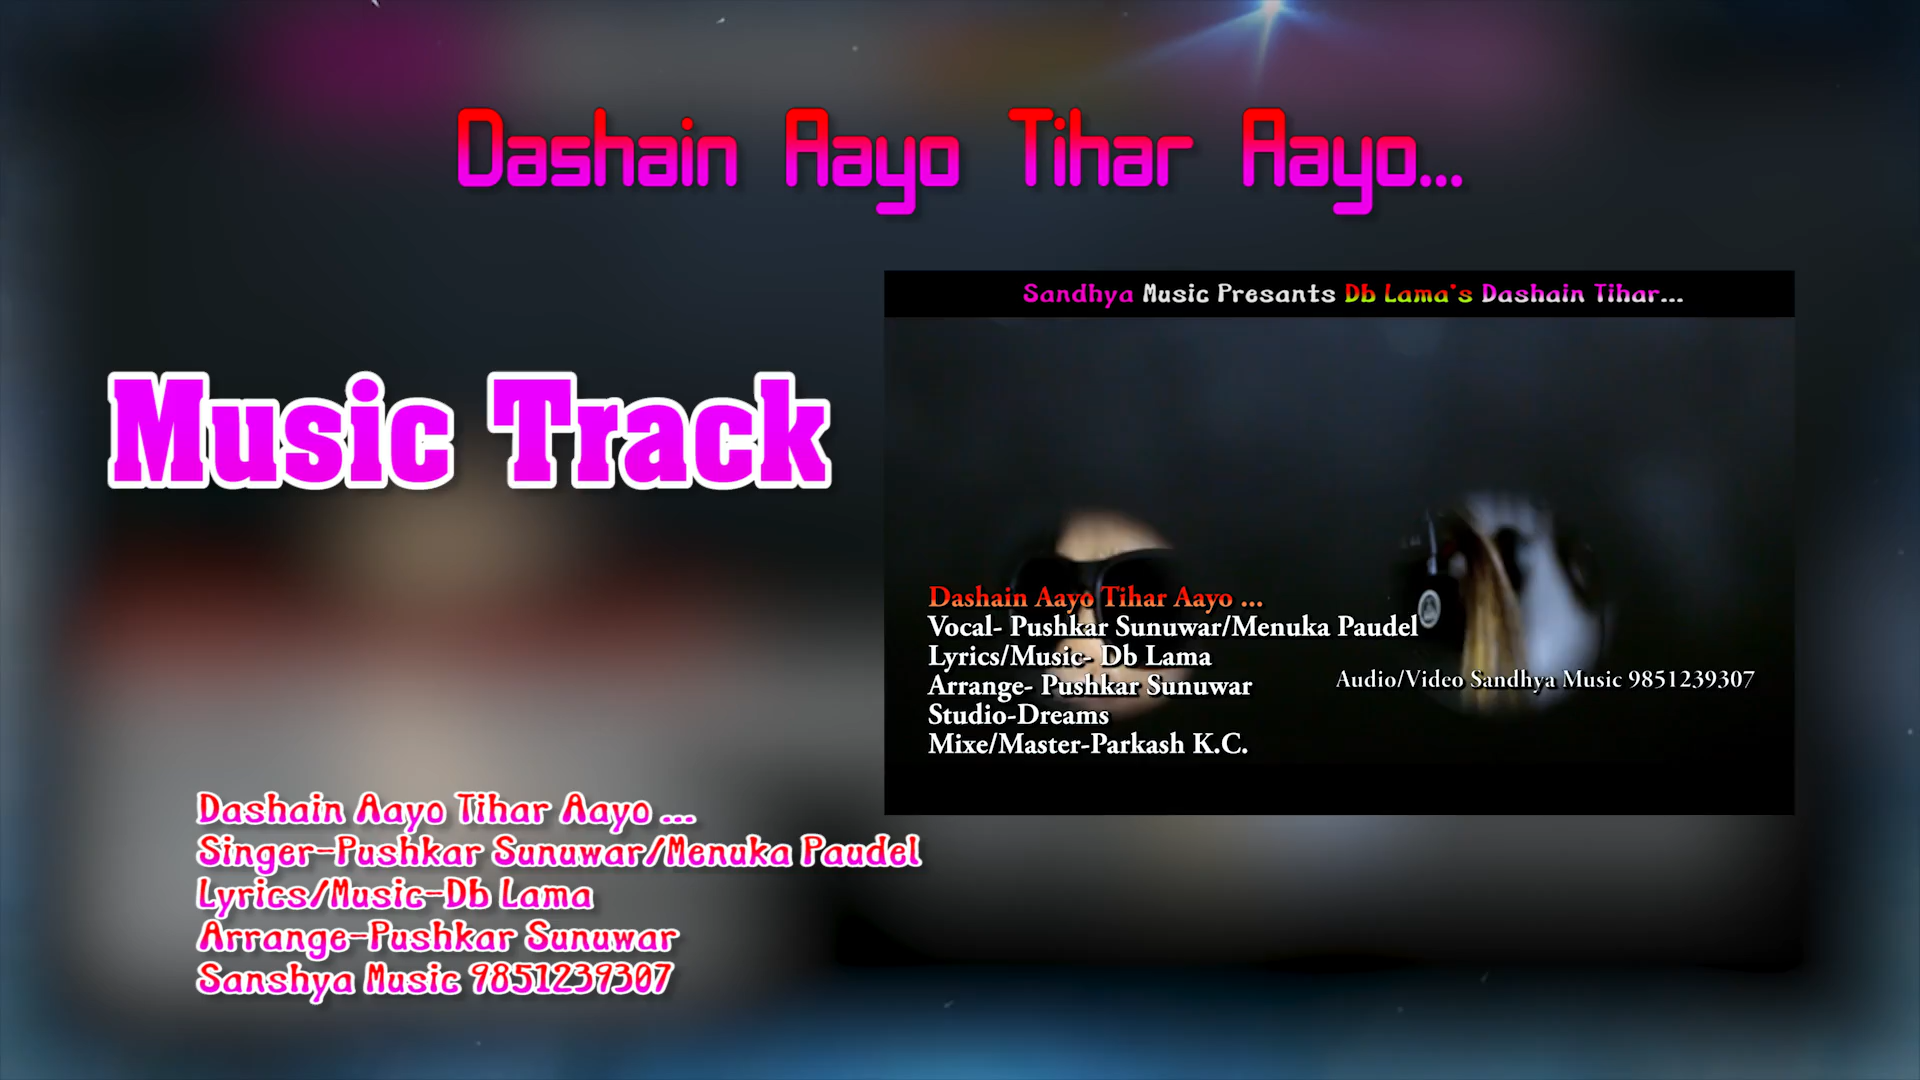 Dashain Aayo Tihar Aayo...
Sandhya Music Presants Db Lama's Dashain Tihar...
Music Track
Dashain Aayo Tihar Aayo ...
Vocal- Pushkar Sunuwar/Menuka Paudel
Lyrics/Music- Db Lama
Arrange- Pushkar Sunuwar
Studio-Dreams
Mixe/Master-Parkash K.C.
Audio/Video Sandhya Music 9851239307
Dashain Aayo Tihar Aayo ...
Singer-Pushkar Sunuwar/Menuka Paudel
Lyrics/Music-Db Lama
Arrange-Pushkar Sunuwar
Sanshya Music 9851239307